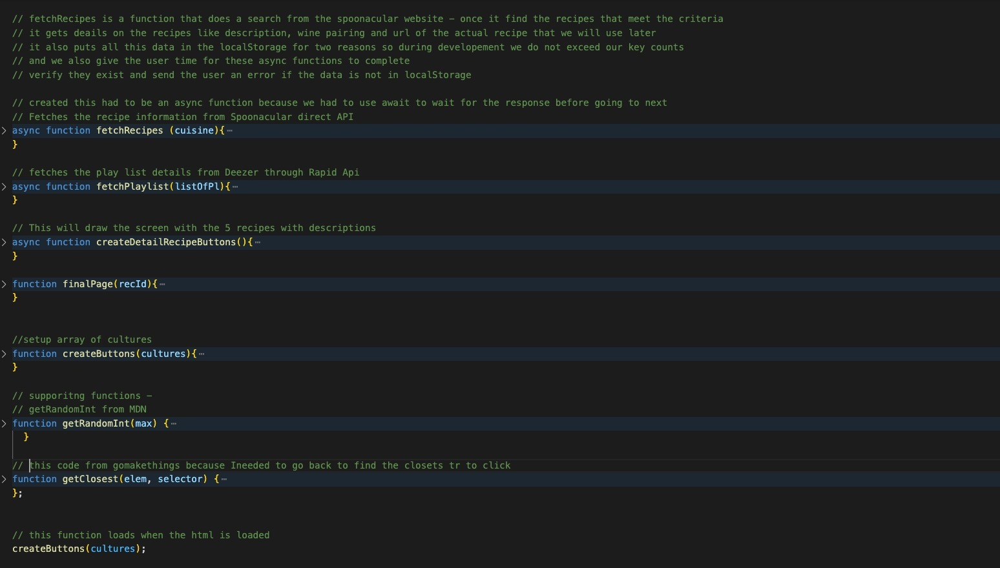 // fetchRecipes is a function that does a search from the spoonacular website – once it find the recipes that meet the criteria
// it gets deails on the recipes like description, wine pairing and url of the actual recipe that we will use later
// it also puts all this data in the localStorage for two reasons so during developement we do not exceed our key counts
// and we also give the user time for these async functions to complete
// verify they exist and send the user an error if the data is not in localStorage
// created this had to be an async function because we had to use await to wait for the response before going to next
// Fetches the recipe information from Spoonacular direct API
async function fetchRecipes (cuisine){…
}
// fetches the play list details from Deezer through Rapid Api
async function fetchPlaylist(listOfPl){…
}
// This will draw the screen with the 5 recipes with descriptions
async function createDetailRecipeButtons(){…
}
function finalPage(recId){…
}
//setup array of cultures
function createButtons(cultures){…
}
// supporitng functions –
// getRandomInt from MDN
function getRandomInt(max) {…
}
// this code from gomakethings because Ineeded to go back to find the closets tr to click
function getClosest(elem, selector) {…
};
// this function loads when the html is loaded
createButtons(cultures);